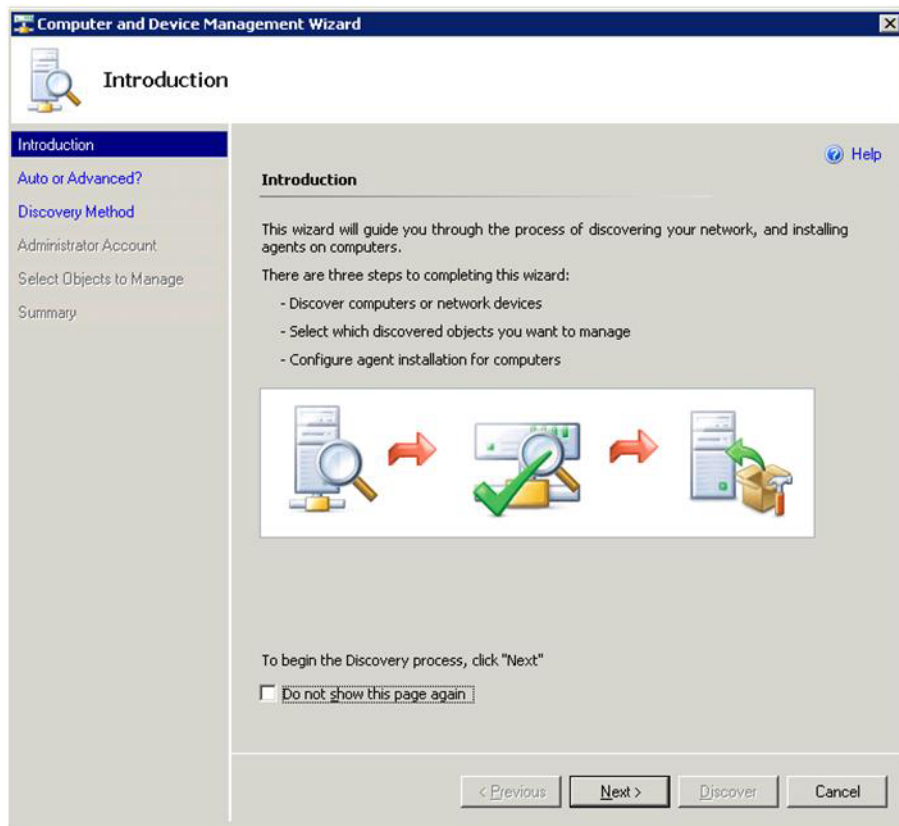 Computer and Device Management Wizard
Introduction
Introduction
Auto or Advanced?
Discovery Method
Administrator Account
Select Objects to Manage
Summary
Help
Introduction
This wizard will guide you through the process of discovering your network, and installing
agents on computers.
There are three steps to completing this wizard:
- Discover computers or network devices
- Select which discovered objects you want to manage
- Configure agent installation for computers
To begin the Discovery process, click "Next"
Do not show this page again
< Previous
Next >
Discover
Cancel